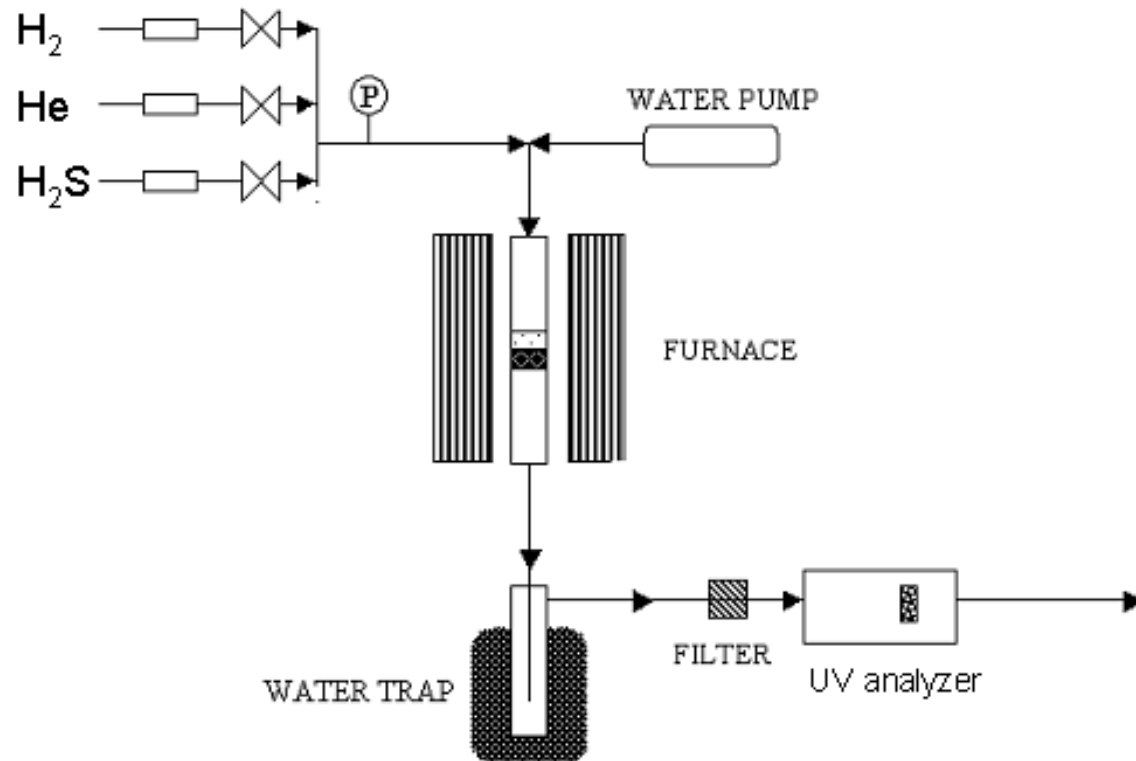 H₂
He
H₂S
P
WATER PUMP
FURNACE
WATER TRAP
FILTER
UV analyzer